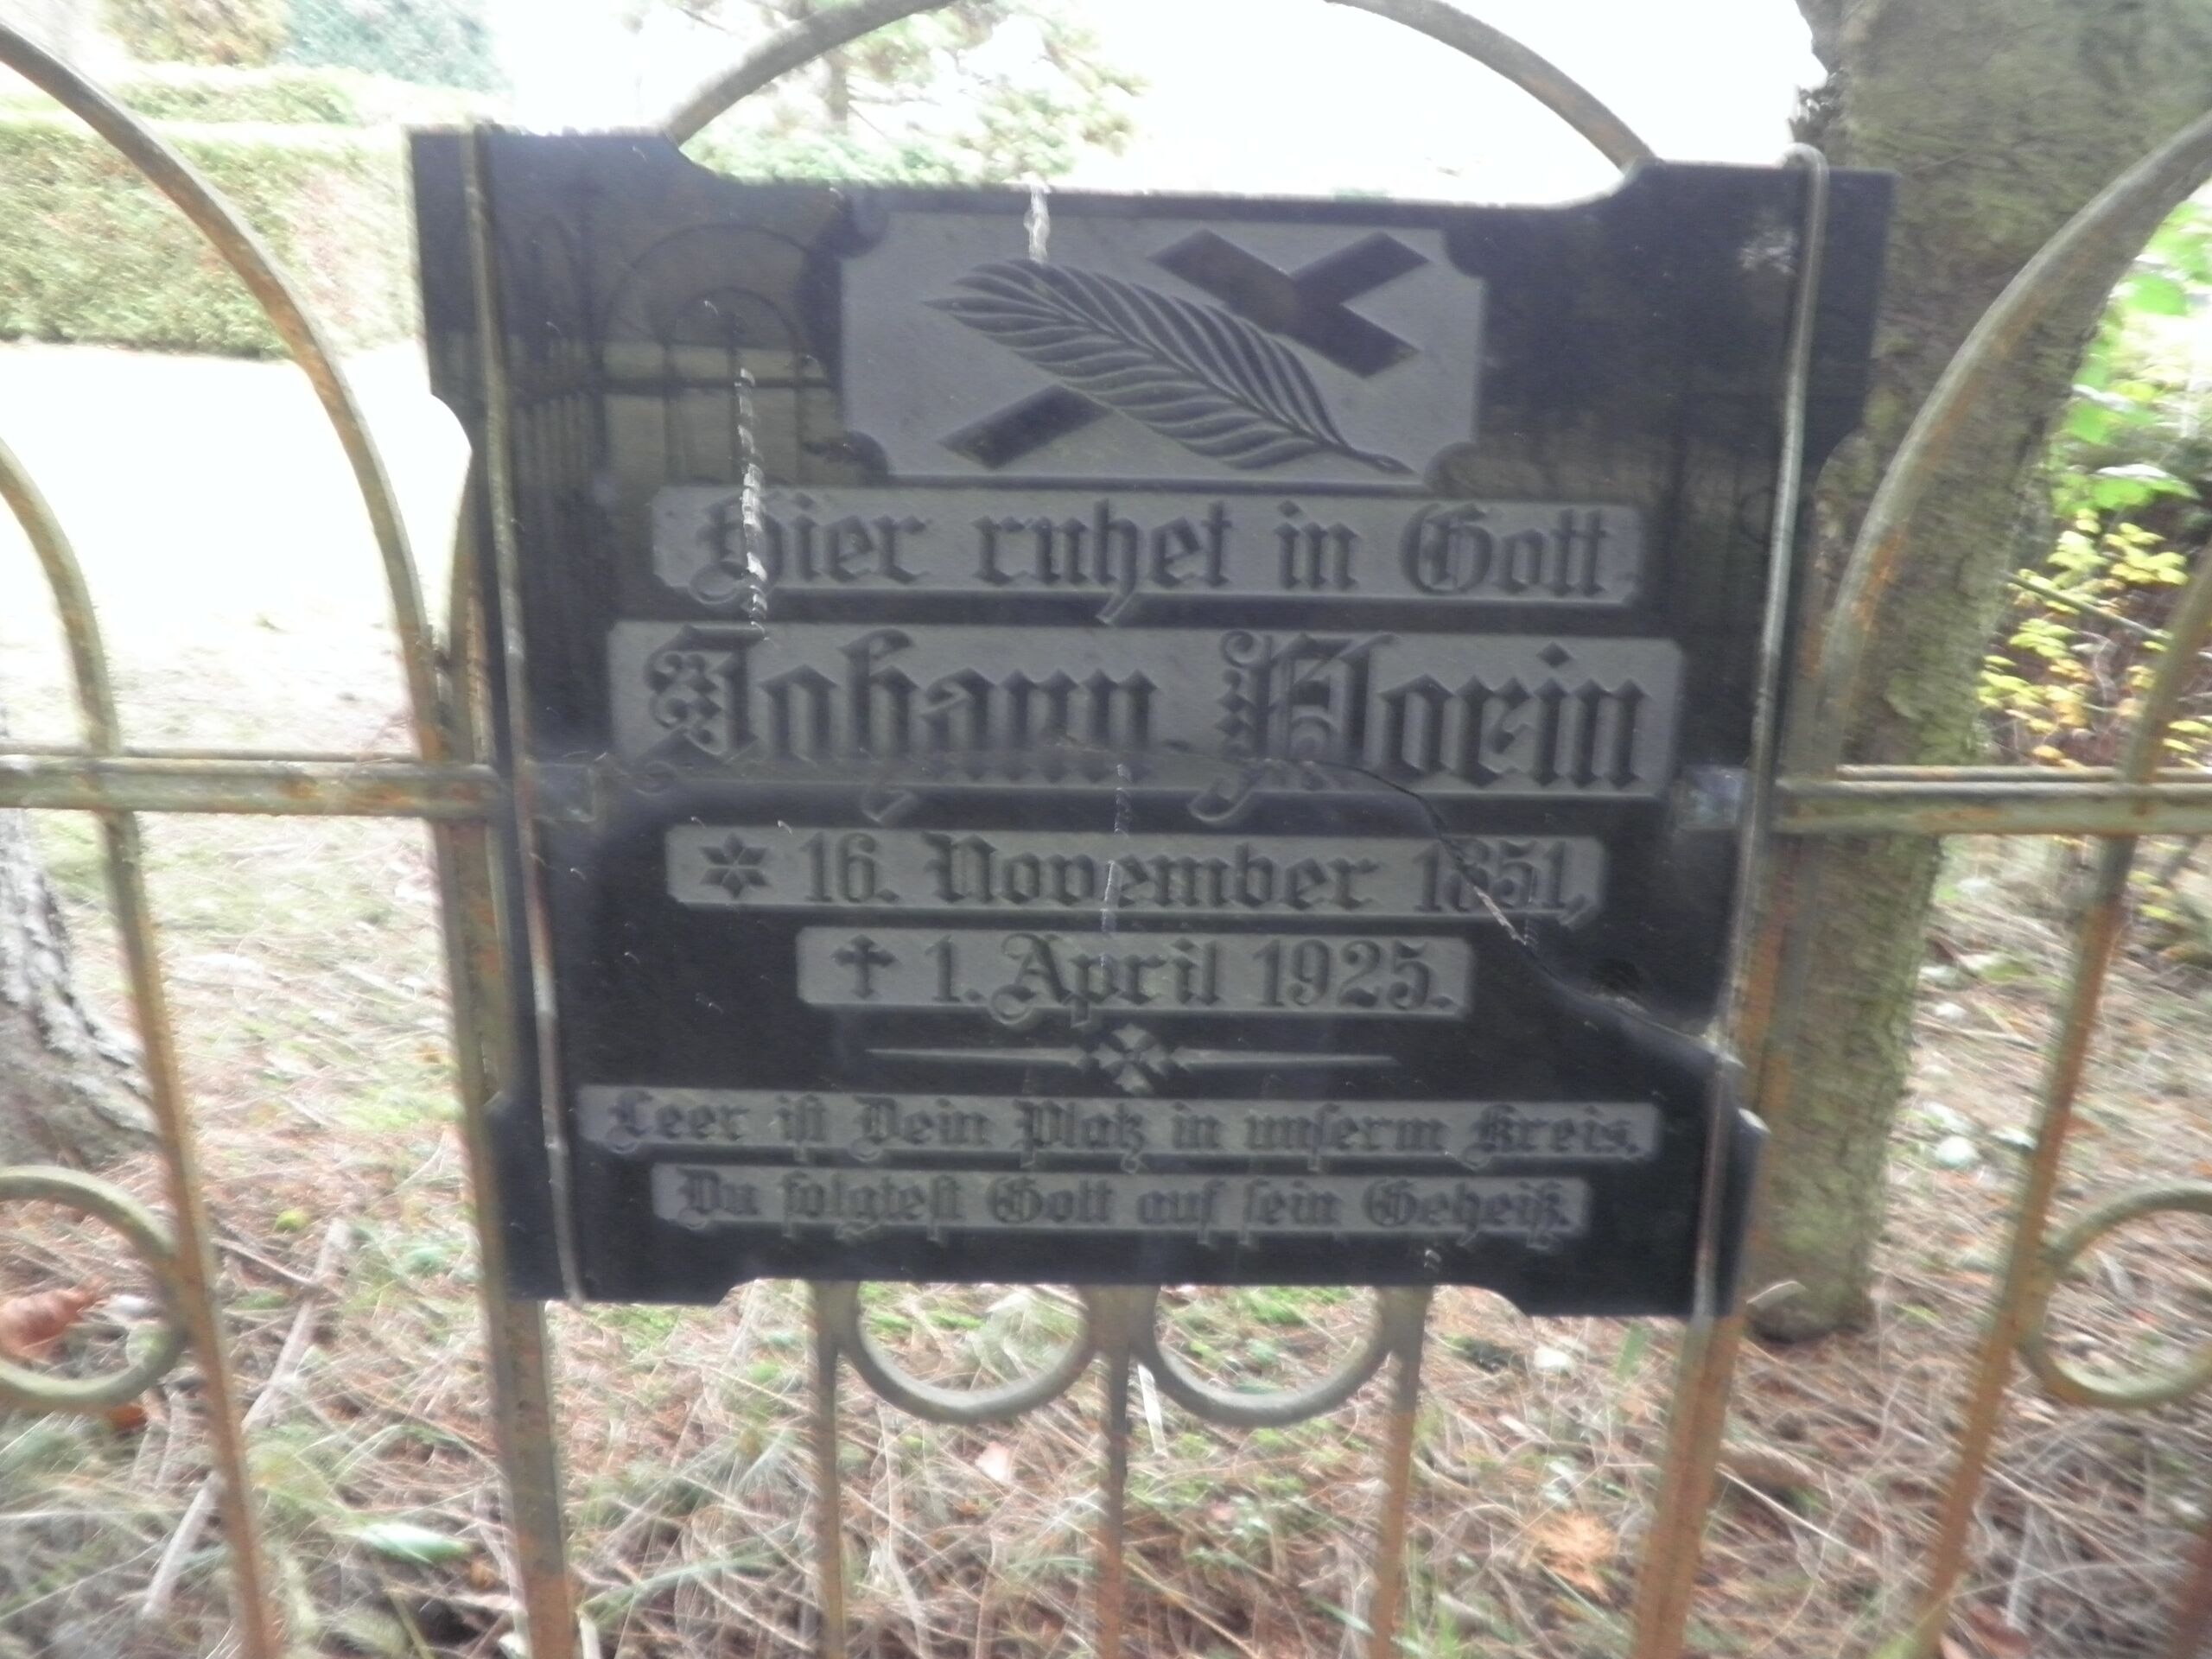 Hier ruhet in Gott.
Johann Florin
* 16. November 1851,
† 1. April 1925.
Leer iſt Dein Platz in unſerm Kreis.
Du folgteſt Gott auf ſein Geheiß.